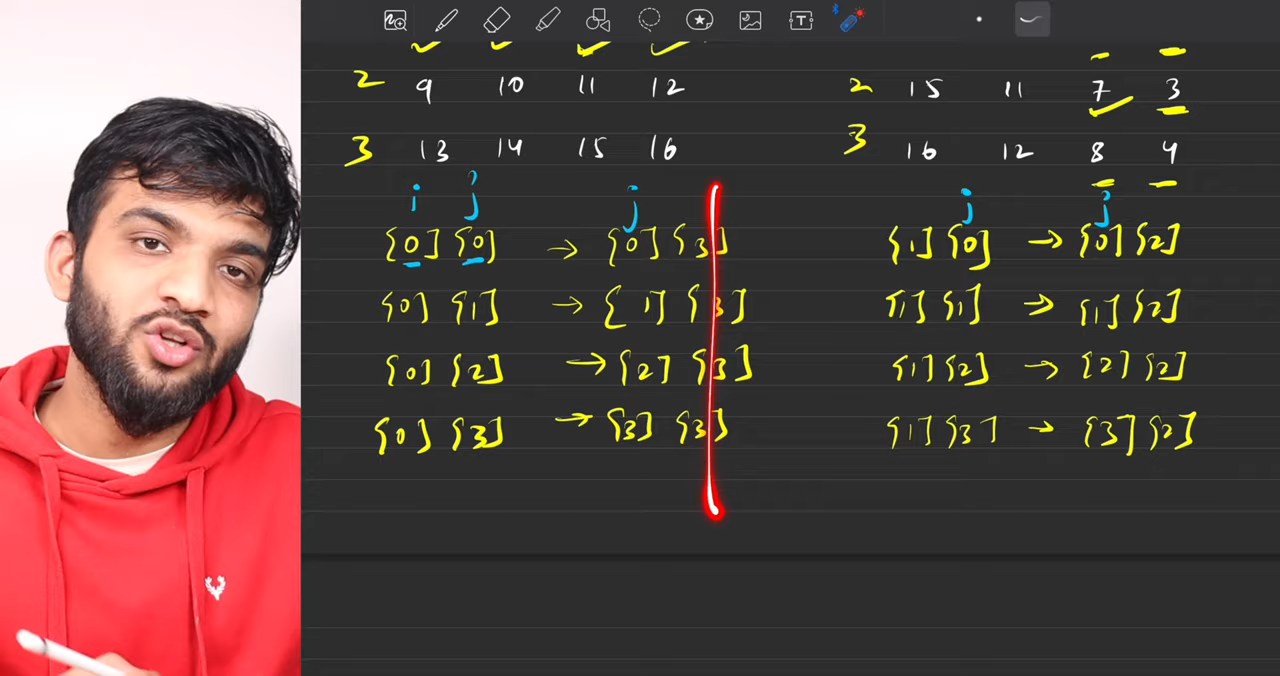 2 9 10 11 12 2 15 11 7 3
3 13 14 15 16 3 16 12 8 4
i j j j j
[0] [0] → [0] [3] [1] [0] → [0] [2]
[0] [1] → [1] [3] [1] [1] → [1] [2]
[0] [2] → [2] [3] [1] [2] → [2] [2]
[0] [3] → [3] [3] [1] [3] → [3] [2]